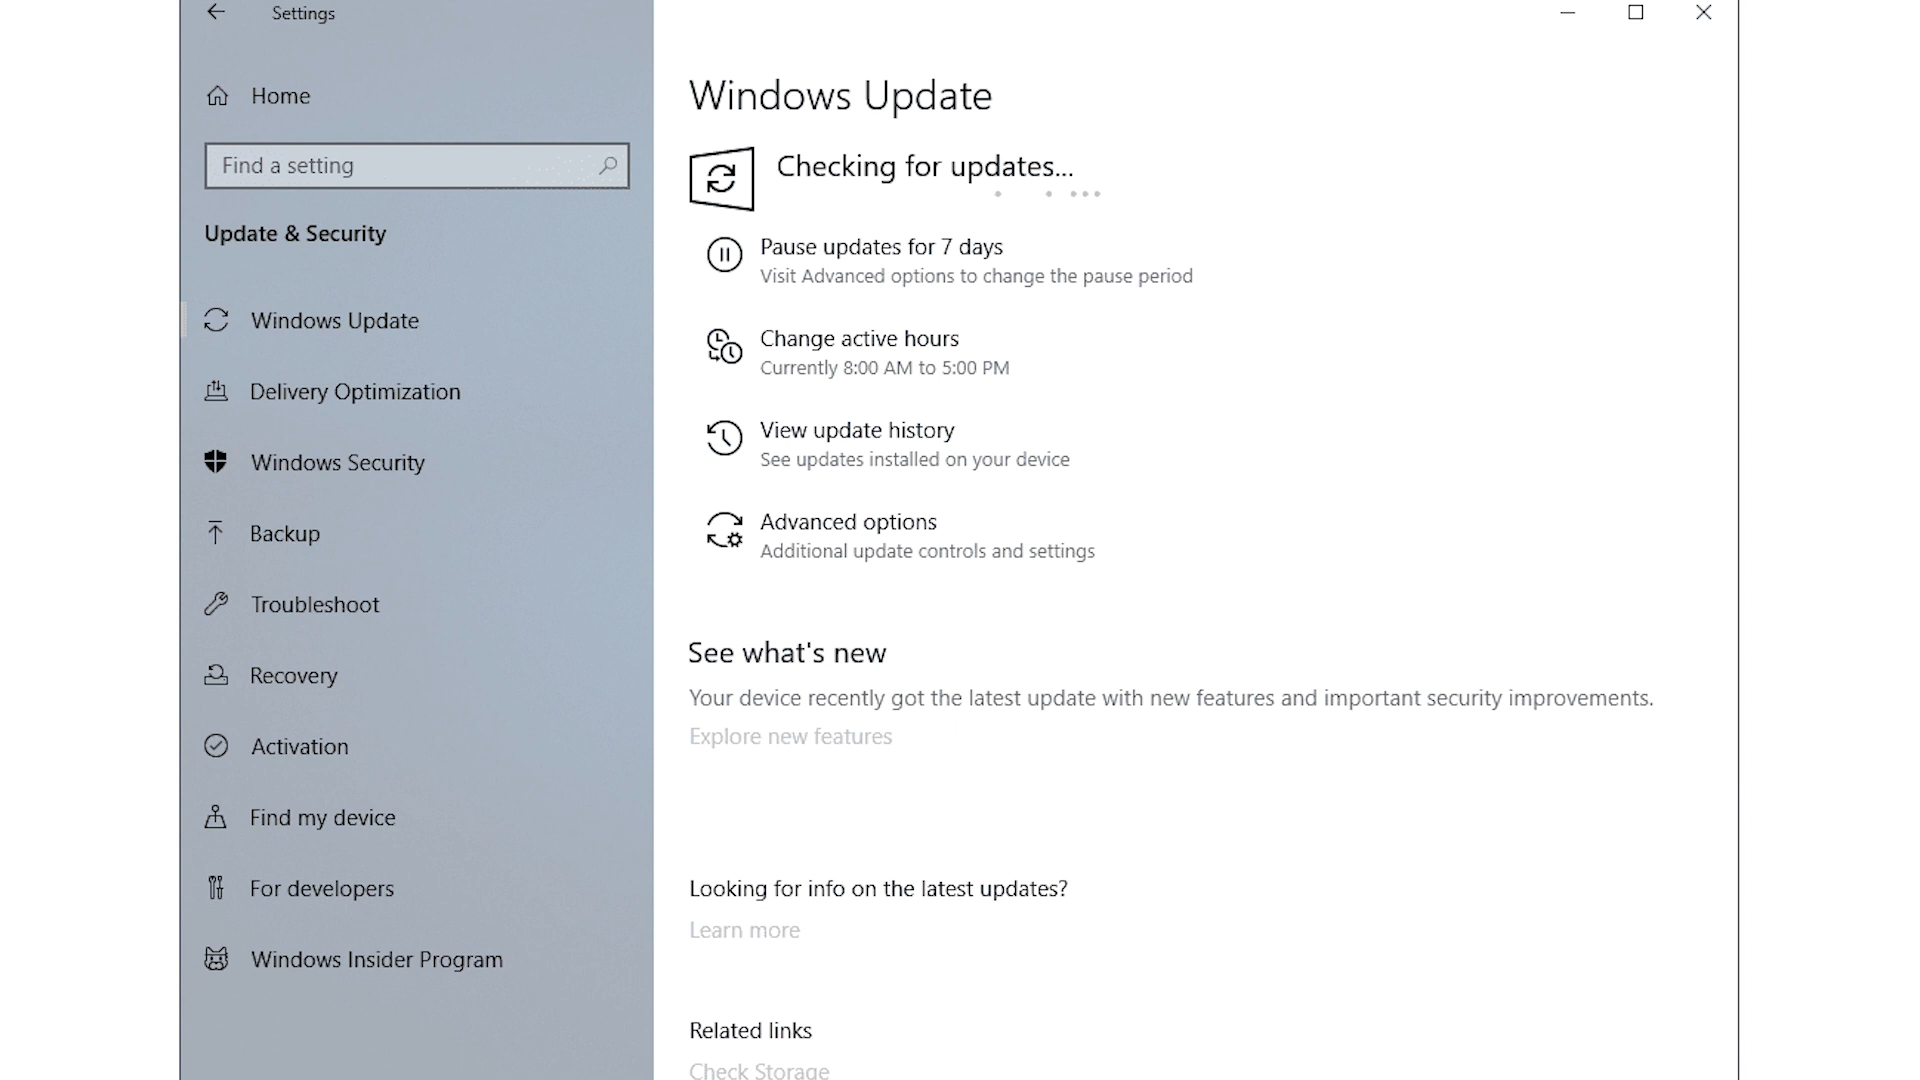 Settings
Home
Find a setting
Update & Security
Windows Update
Delivery Optimization
Windows Security
Backup
Troubleshoot
Recovery
Activation
Find my device
For developers
Windows Insider Program
Windows Update
Checking for updates...
Pause updates for 7 days
Visit Advanced options to change the pause period
Change active hours
Currently 8:00 AM to 5:00 PM
View update history
See updates installed on your device
Advanced options
Additional update controls and settings
See what's new
Your device recently got the latest update with new features and important security improvements.
Explore new features
Looking for info on the latest updates?
Learn more
Related links
Check Storage